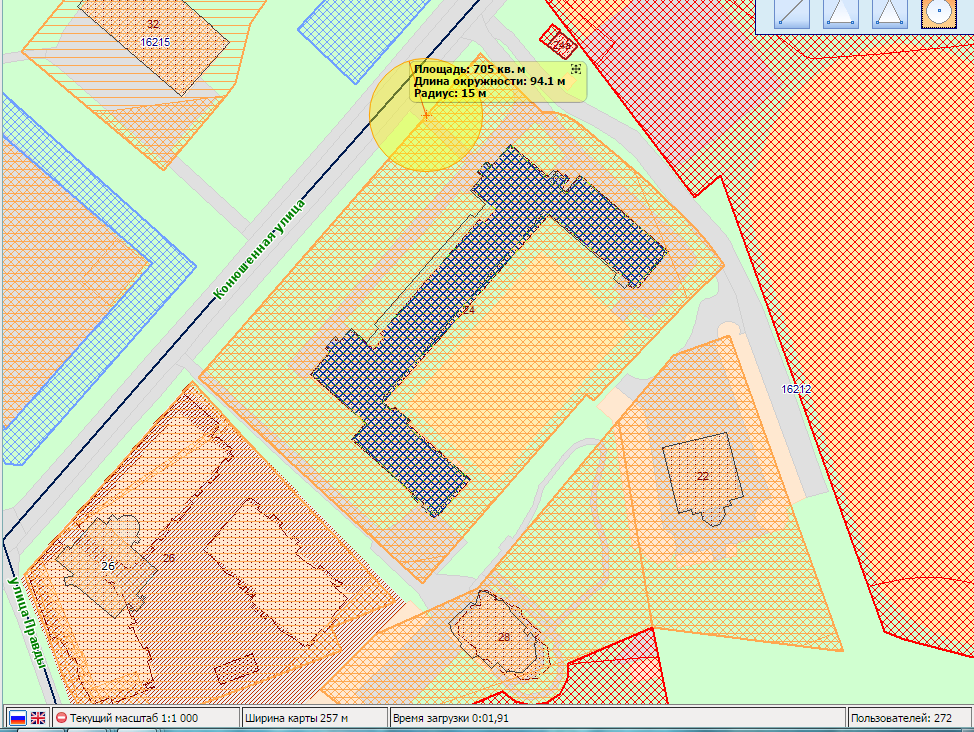 32
16215
24а
Площадь: 705 кв. м
Длина окружности: 94.1 м
Радиус: 15 м
Конюшенная улица
24
16212
22
26
26
28
улица Правды
Текущий масштаб 1:1 000
Ширина карты 257 м
Время загрузки 0:01,91
Пользователей: 272